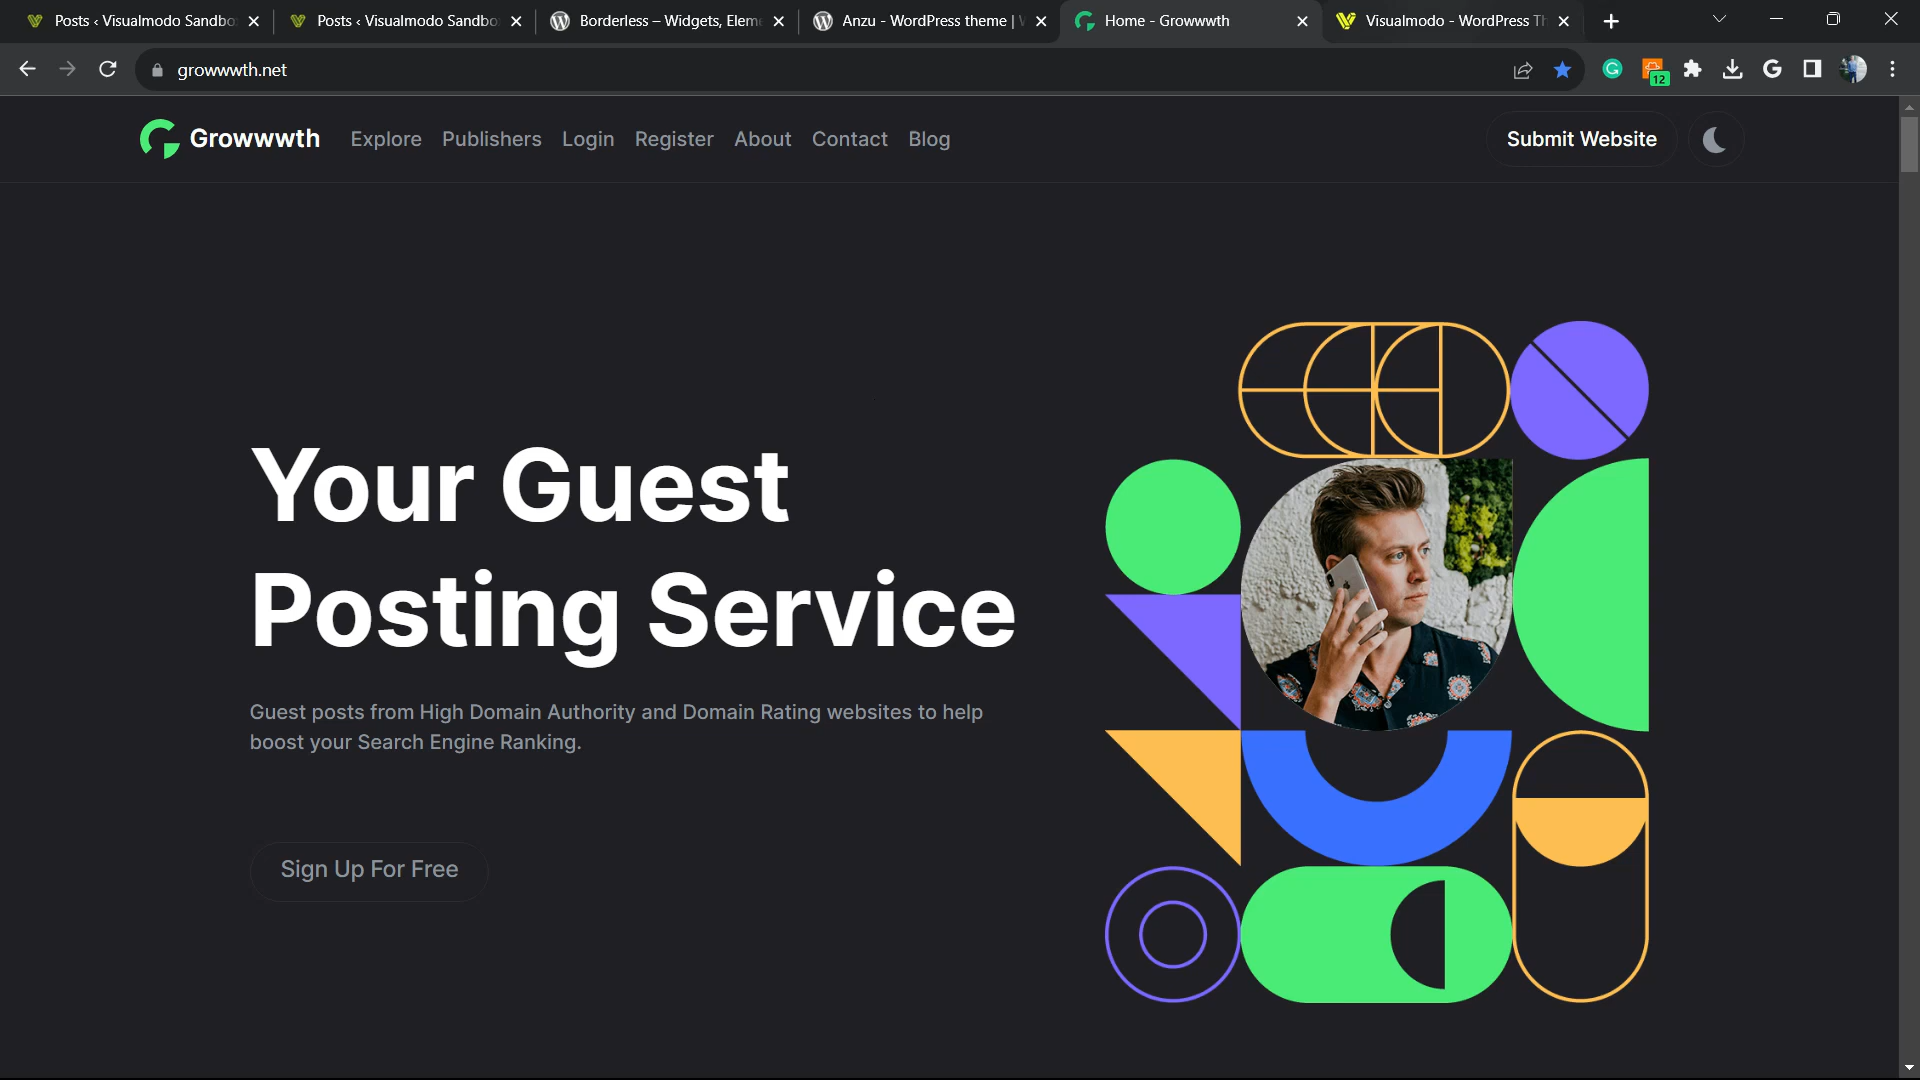 Posts ‹ Visualmodo Sandbo
Posts ‹ Visualmodo Sandbo
Borderless – Widgets, Eleme
Anzu - WordPress theme |
Home - Growwwth
Visualmodo - WordPress Th
growwwth.net
12
Growwwth
Explore
Publishers
Login
Register
About
Contact
Blog
Submit Website
Your Guest
Posting Service
Guest posts from High Domain Authority and Domain Rating websites to help
boost your Search Engine Ranking.
Sign Up For Free